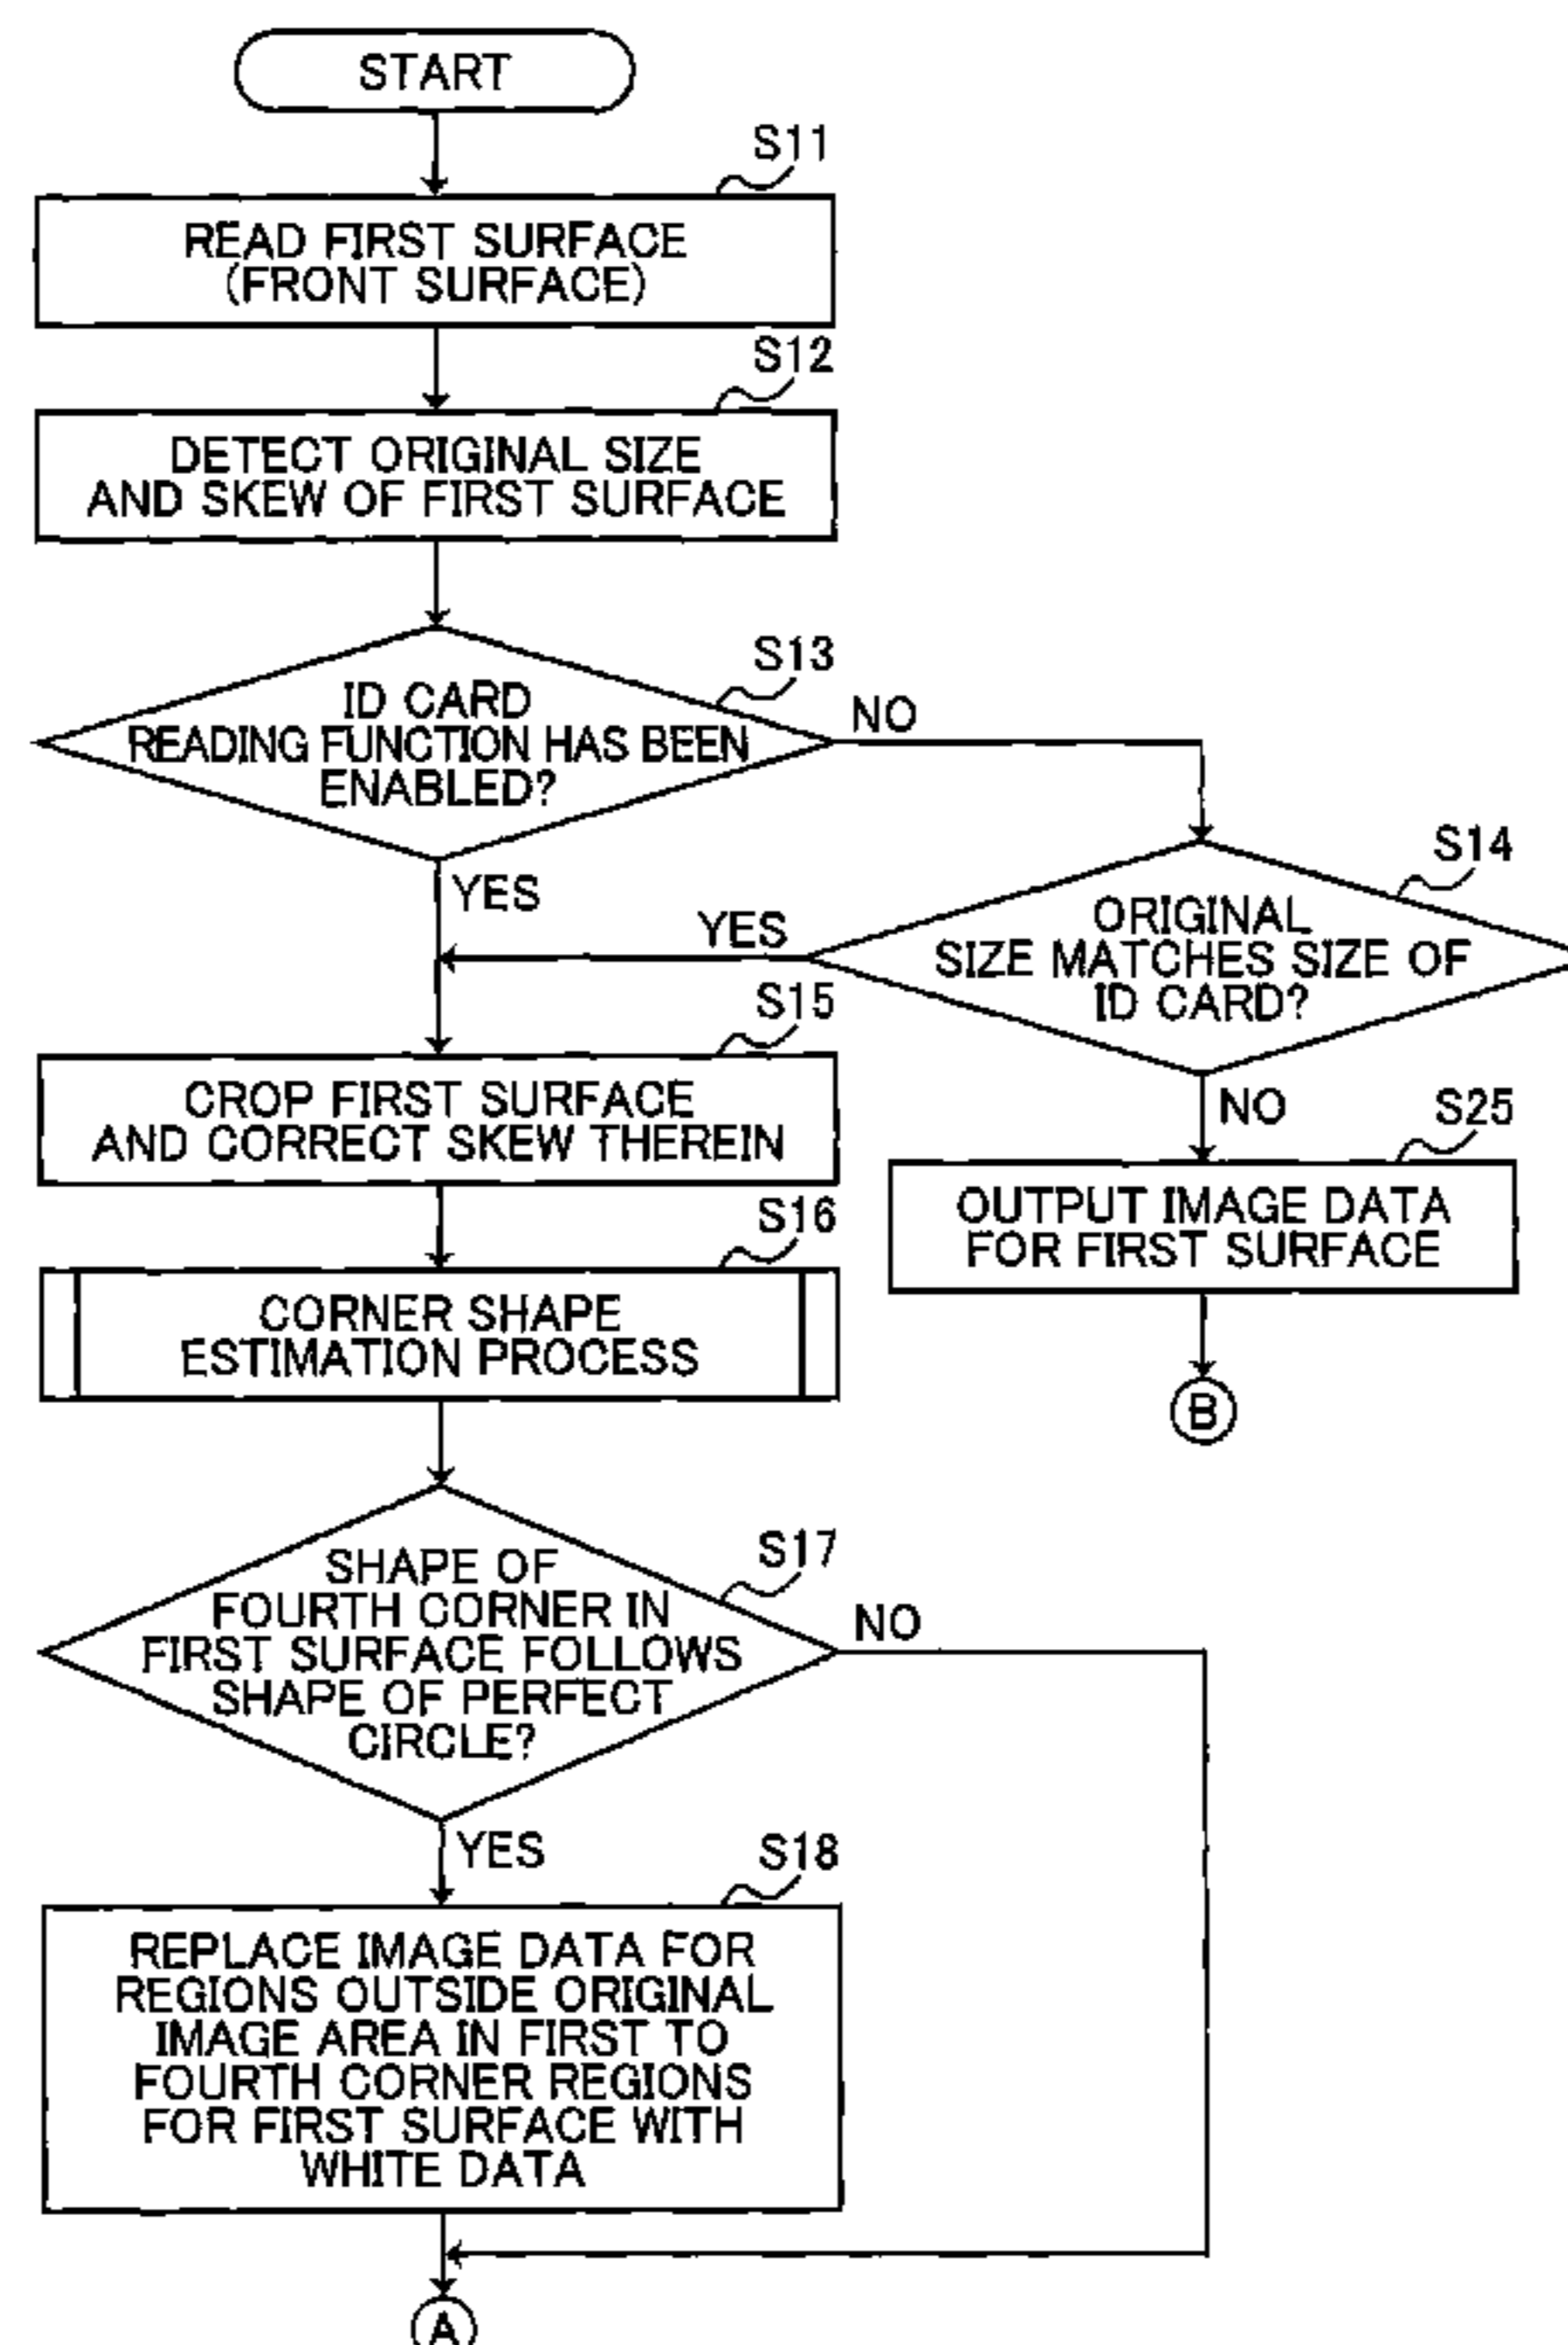 START
S11
READ FIRST SURFACE
(FRONT SURFACE)
S12
DETECT ORIGINAL SIZE
AND SKEW OF FIRST SURFACE
S13
ID CARD
READING FUNCTION HAS BEEN
ENABLED?
NO
YES
S14
ORIGINAL
SIZE MATCHES SIZE OF
ID CARD?
YES
NO
S15
CROP FIRST SURFACE
AND CORRECT SKEW THEREIN
S25
OUTPUT IMAGE DATA
FOR FIRST SURFACE
B
S16
CORNER SHAPE
ESTIMATION PROCESS
S17
SHAPE OF
FOURTH CORNER IN
FIRST SURFACE FOLLOWS
SHAPE OF PERFECT
CIRCLE?
NO
YES
S18
REPLACE IMAGE DATA FOR
REGIONS OUTSIDE ORIGINAL
IMAGE AREA IN FIRST TO
FOURTH CORNER REGIONS
FOR FIRST SURFACE WITH
WHITE DATA
A